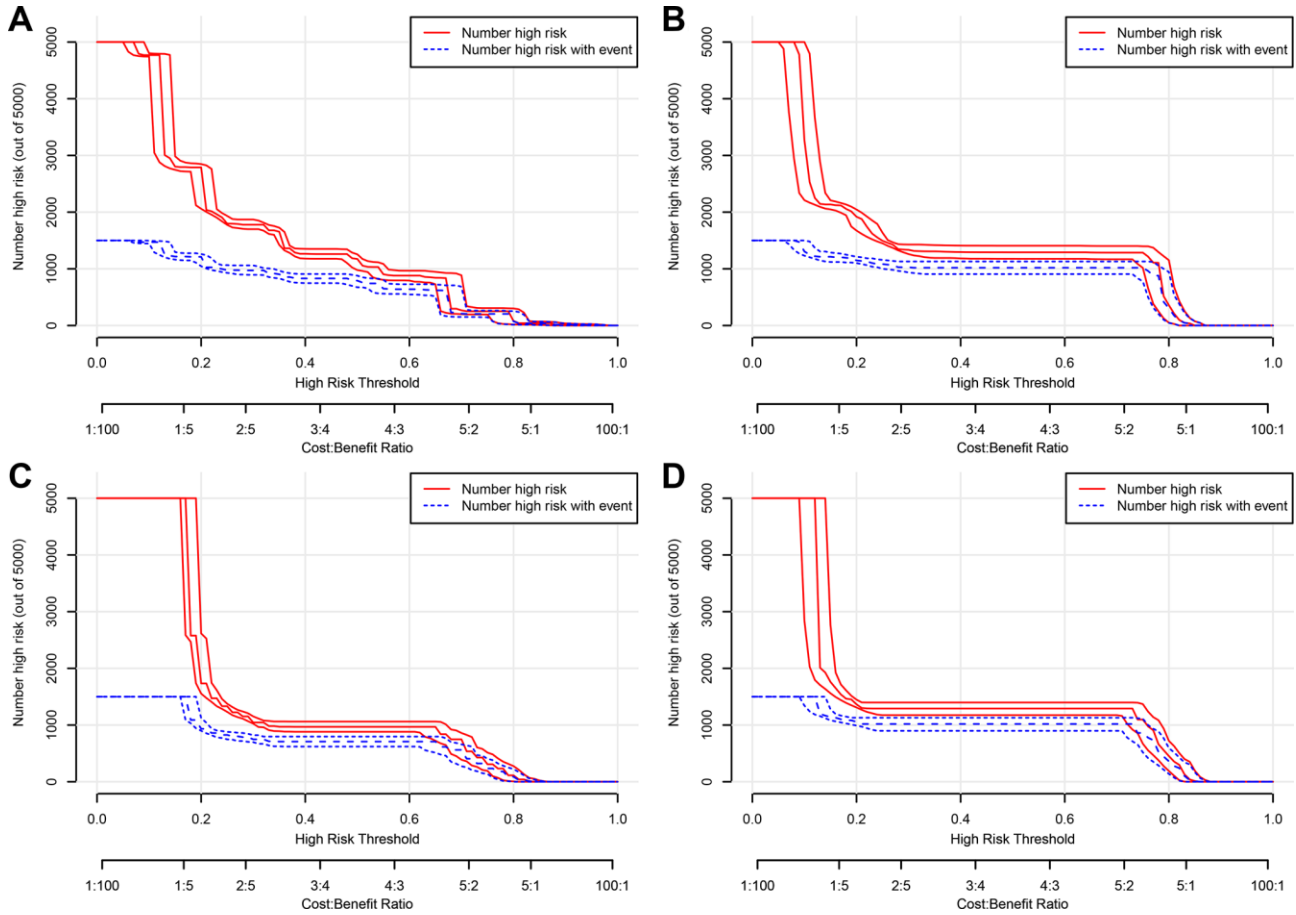 A
Number high risk
Number high risk with event
Number high risk (out of 5000)
5000
4000
3000
2000
1000
0
0.0 0.2 0.4 0.6 0.8 1.0
High Risk Threshold
1:100 1:5 2:5 3:4 4:3 5:2 5:1 100:1
Cost:Benefit Ratio
B
Number high risk
Number high risk with event
Number high risk (out of 5000)
5000
4000
3000
2000
1000
0
0.0 0.2 0.4 0.6 0.8 1.0
High Risk Threshold
1:100 1:5 2:5 3:4 4:3 5:2 5:1 100:1
Cost:Benefit Ratio
C
Number high risk
Number high risk with event
Number high risk (out of 5000)
5000
4000
3000
2000
1000
0
0.0 0.2 0.4 0.6 0.8 1.0
High Risk Threshold
1:100 1:5 2:5 3:4 4:3 5:2 5:1 100:1
Cost:Benefit Ratio
D
Number high risk
Number high risk with event
Number high risk (out of 5000)
5000
4000
3000
2000
1000
0
0.0 0.2 0.4 0.6 0.8 1.0
High Risk Threshold
1:100 1:5 2:5 3:4 4:3 5:2 5:1 100:1
Cost:Benefit Ratio